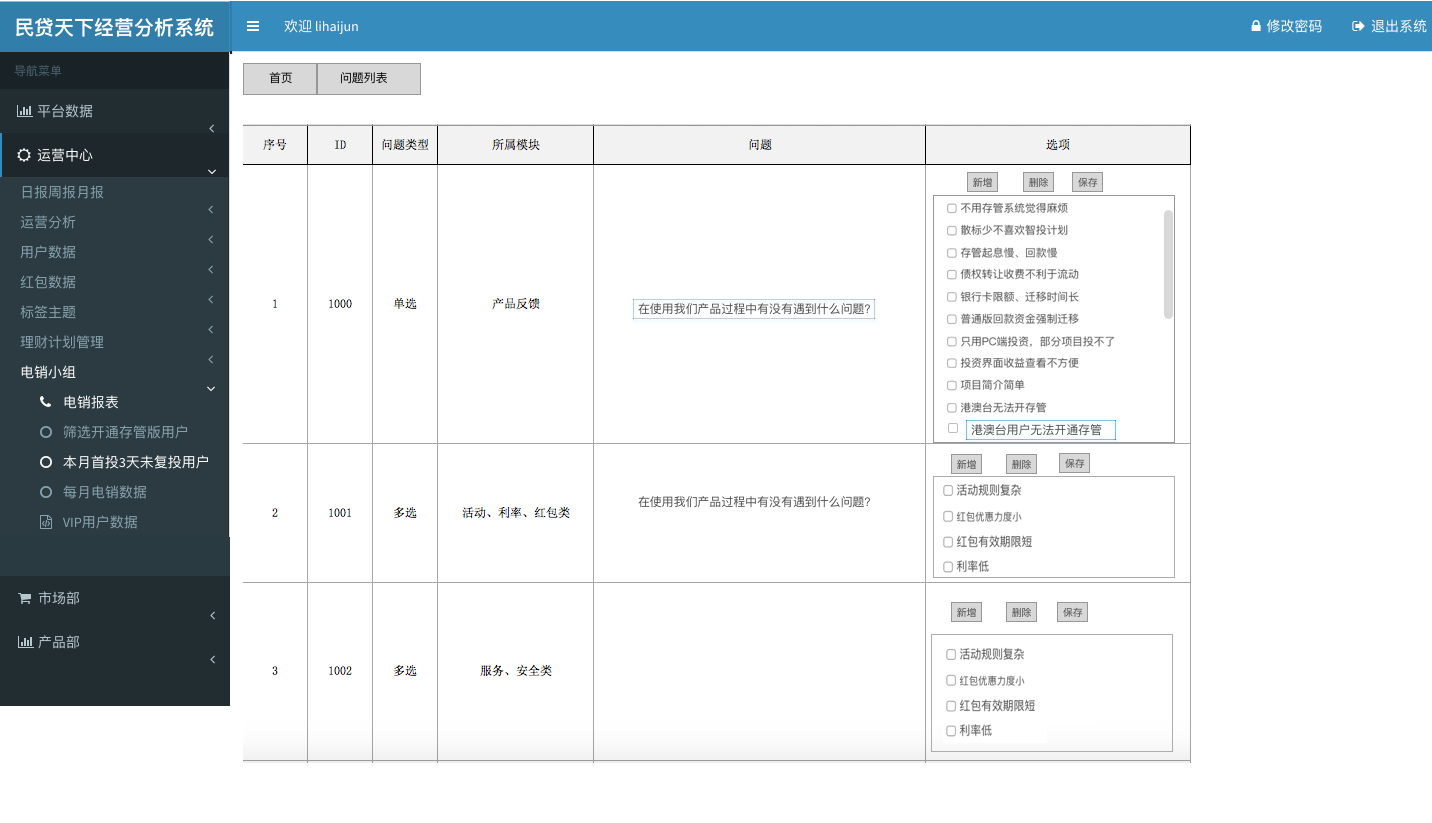 民贷天下经营分析系统
欢迎 lihaijun
修改密码
退出系统
导航菜单
平台数据
运营中心
日报周报月报
运营分析
用户数据
红包数据
标签主题
理财计划管理
电销小组
电销报表
筛选开通存管版用户
本月首投3天未复投用户
每月电销数据
VIP用户数据
市场部
产品部
首页
问题列表
序号 ID 问题类型 所属模块 问题 选项
1 1000 单选 产品反馈 在使用我们产品过程中有没有遇到什么问题?
新增 删除 保存
不用存管系统觉得麻烦
散标少不喜欢智投计划
存管起息慢、回款慢
债权转让收费不利于流动
银行卡限额、迁移时间长
普通版回款资金强制迁移
只用PC端投资，部分项目投不了
投资界面收益查看不方便
项目简介简单
港澳台无法开存管
港澳台用户无法开通存管
2 1001 多选 活动、利率、红包类 在使用我们产品过程中有没有遇到什么问题?
新增 删除 保存
活动规则复杂
红包优惠力度小
红包有效期限短
利率低
3 1002 多选 服务、安全类
新增 删除 保存
活动规则复杂
红包优惠力度小
红包有效期限短
利率低